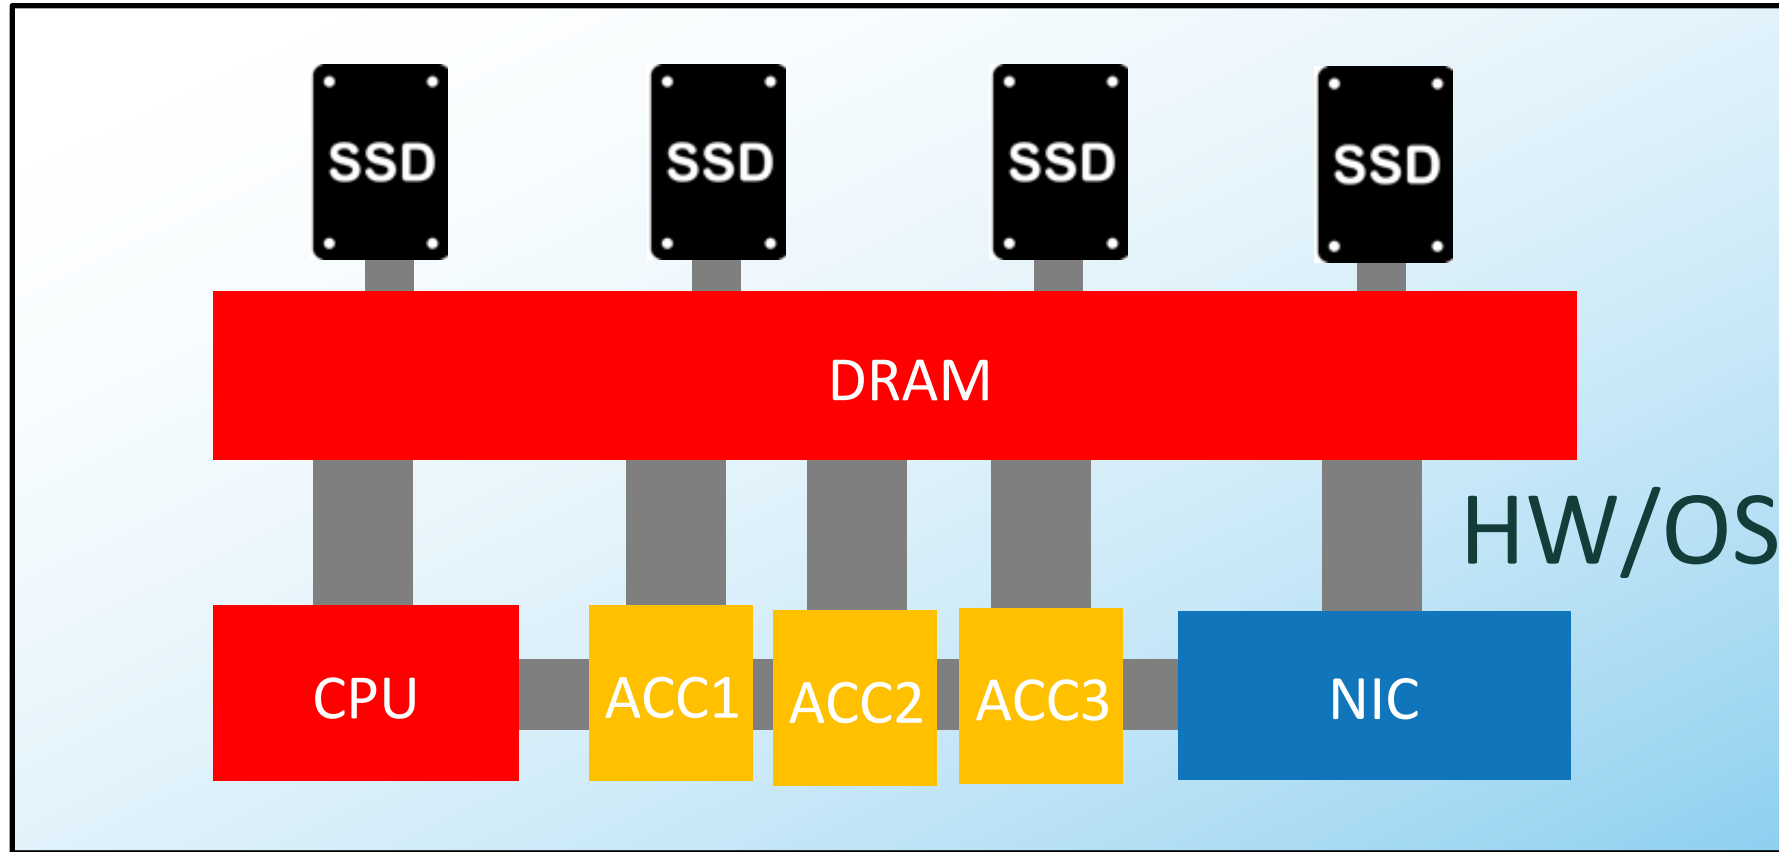 SSD
SSD
SSD
SSD
DRAM
HW/OS
CPU
ACC1
ACC2
ACC3
NIC